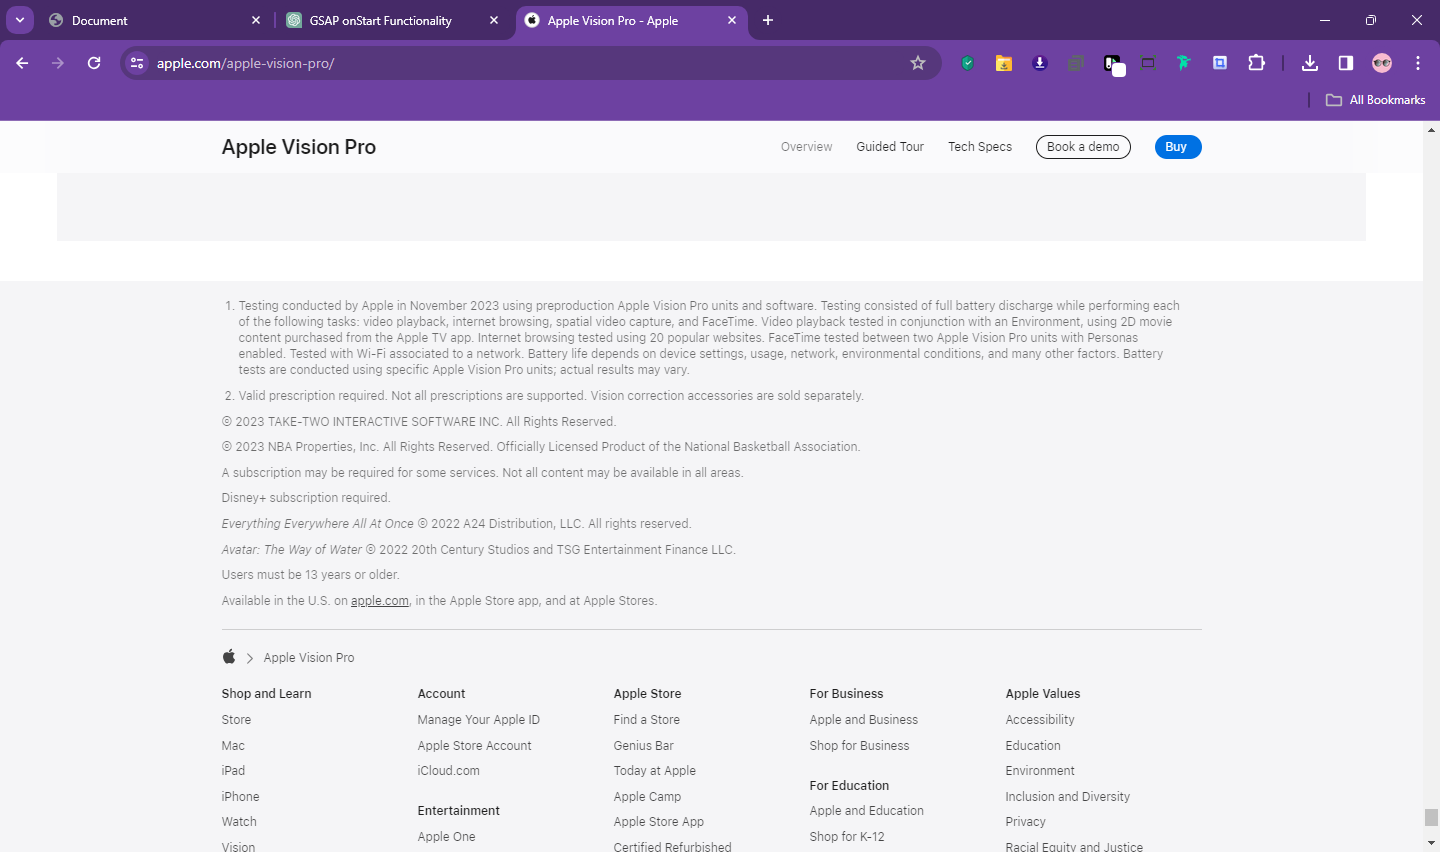 Document
GSAP onStart Functionality
Apple Vision Pro - Apple
apple.com/apple-vision-pro/
All Bookmarks
Apple Vision Pro
Overview
Guided Tour
Tech Specs
Book a demo
Buy
1. Testing conducted by Apple in November 2023 using preproduction Apple Vision Pro units and software. Testing consisted of full battery discharge while performing each
of the following tasks: video playback, internet browsing, spatial video capture, and FaceTime. Video playback tested in conjunction with an Environment, using 2D movie
content purchased from the Apple TV app. Internet browsing tested using 20 popular websites. FaceTime tested between two Apple Vision Pro units with Personas
enabled. Tested with Wi-Fi associated to a network. Battery life depends on device settings, usage, network, environmental conditions, and many other factors. Battery
tests are conducted using specific Apple Vision Pro units; actual results may vary.
2. Valid prescription required. Not all prescriptions are supported. Vision correction accessories are sold separately.
© 2023 TAKE-TWO INTERACTIVE SOFTWARE INC. All Rights Reserved.
© 2023 NBA Properties, Inc. All Rights Reserved. Officially Licensed Product of the National Basketball Association.
A subscription may be required for some services. Not all content may be available in all areas.
Disney+ subscription required.
Everything Everywhere All At Once © 2022 A24 Distribution, LLC. All rights reserved.
Avatar: The Way of Water © 2022 20th Century Studios and TSG Entertainment Finance LLC.
Users must be 13 years or older.
Available in the U.S. on apple.com, in the Apple Store app, and at Apple Stores.
Apple Vision Pro
Shop and Learn
Store
Mac
iPad
iPhone
Watch
Vision
Account
Manage Your Apple ID
Apple Store Account
iCloud.com
Entertainment
Apple One
Apple Store
Find a Store
Genius Bar
Today at Apple
Apple Camp
Apple Store App
Certified Refurbished
For Business
Apple and Business
Shop for Business
For Education
Apple and Education
Shop for K-12
Apple Values
Accessibility
Education
Environment
Inclusion and Diversity
Privacy
Racial Equity and Justice